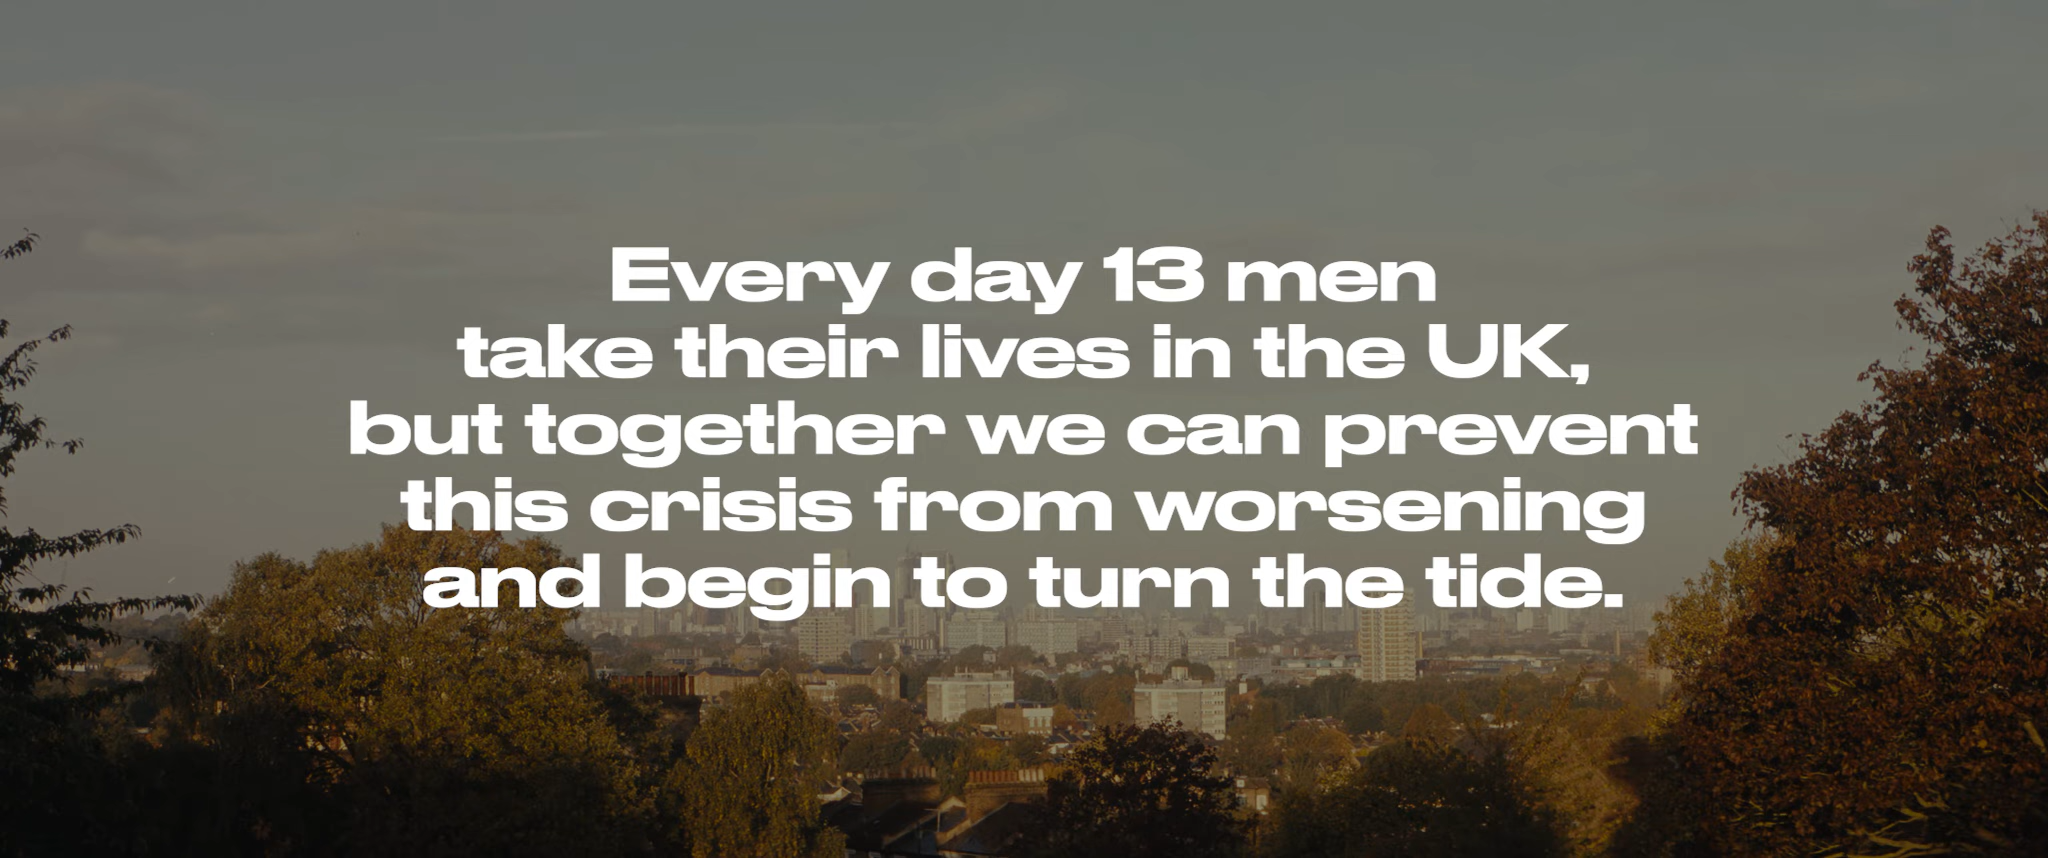 Every day 13 men
take their lives in the UK,
but together we can prevent
this crisis from worsening
and begin to turn the tide.